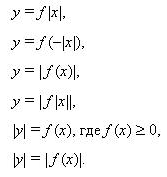 y = f |x|,
y = f (–|x|),
y = | f (x)|,
y = | f |x||,
|y| = f (x), где f (x) ≥ 0,
|y| = | f (x)|.